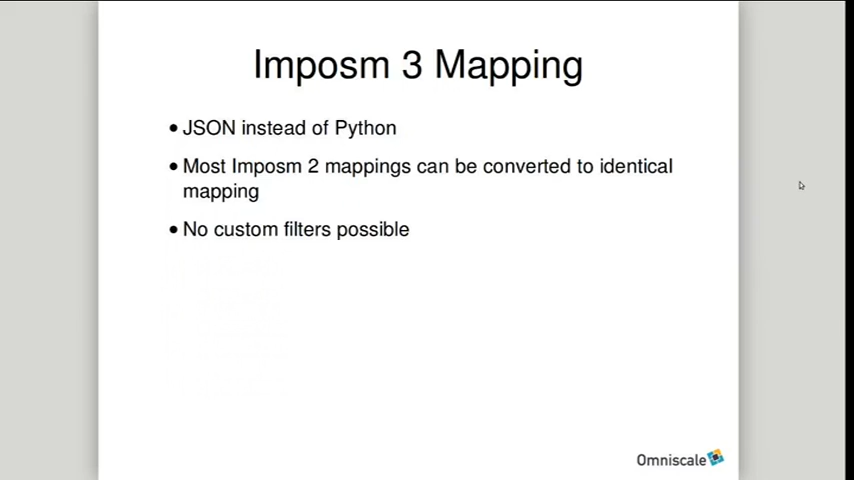 Imposm 3 Mapping
• JSON instead of Python
• Most Imposm 2 mappings can be converted to identical
mapping
• No custom filters possible
Omniscale